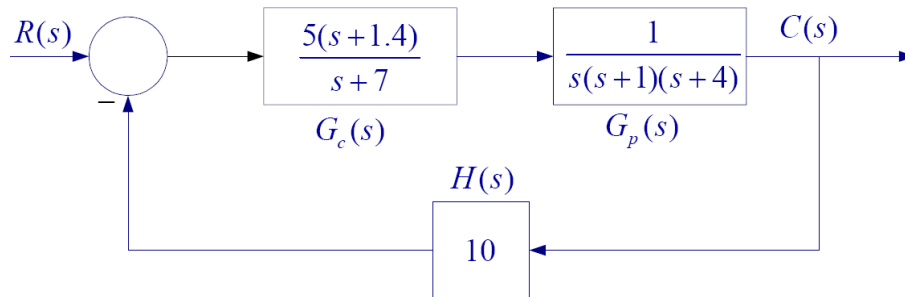 R(s)
5(s+1.4)
s+7
1
s(s+1)(s+4)
C(s)
−
G_c(s)
G_p(s)
H(s)
10